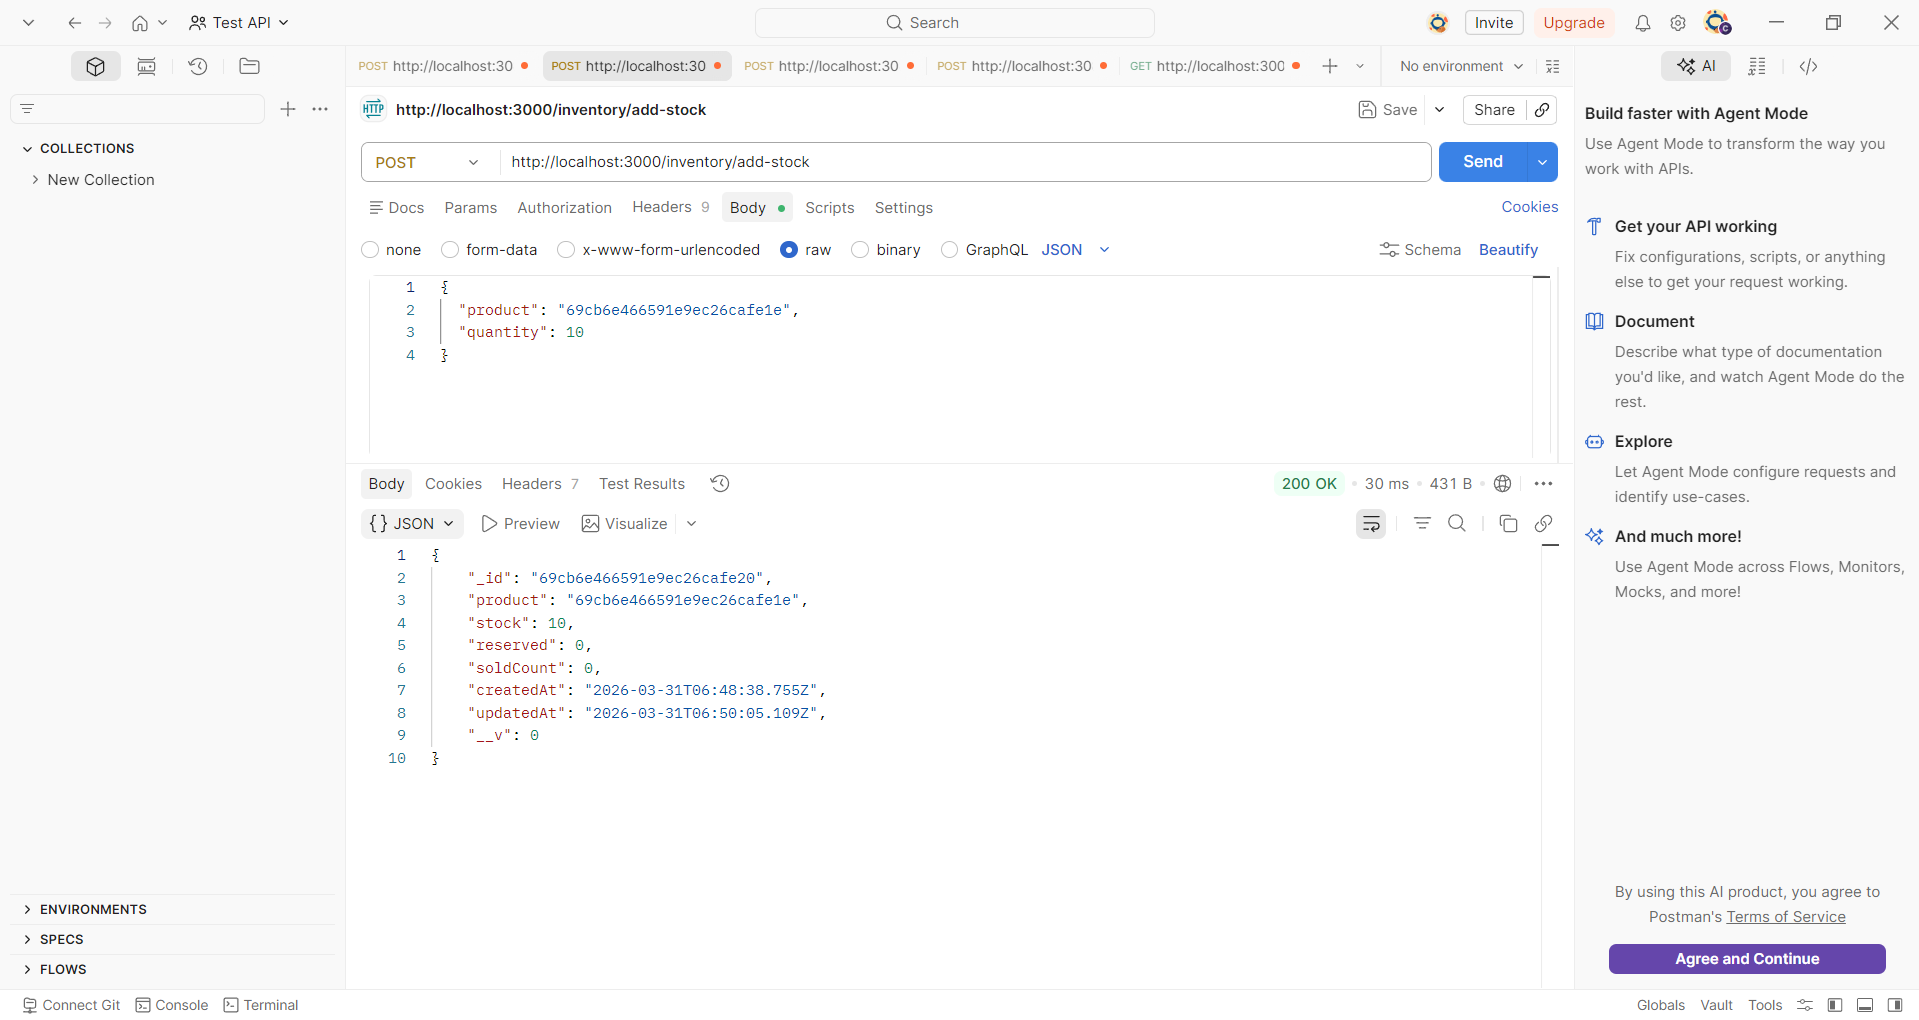 Test API
Search
Invite
Upgrade
POST http://localhost:30
POST http://localhost:30
POST http://localhost:30
POST http://localhost:30
GET http://localhost:300
No environment
AI
HTTP http://localhost:3000/inventory/add-stock
Save
Share
COLLECTIONS
New Collection
POST http://localhost:3000/inventory/add-stock
Send
Docs Params Authorization Headers 9 Body Scripts Settings
Cookies
none form-data x-www-form-urlencoded raw binary GraphQL JSON
Schema Beautify
1 {
2 "product": "69cb6e466591e9ec26cafe1e",
3 "quantity": 10
4 }
Body Cookies Headers 7 Test Results
200 OK 30 ms 431 B
{} JSON Preview Visualize
1 {
2 "_id": "69cb6e466591e9ec26cafe20",
3 "product": "69cb6e466591e9ec26cafe1e",
4 "stock": 10,
5 "reserved": 0,
6 "soldCount": 0,
7 "createdAt": "2026-03-31T06:48:38.755Z",
8 "updatedAt": "2026-03-31T06:50:05.109Z",
9 "__v": 0
10 }
Build faster with Agent Mode
Use Agent Mode to transform the way you
work with APIs.
Get your API working
Fix configurations, scripts, or anything
else to get your request working.
Document
Describe what type of documentation
you'd like, and watch Agent Mode do the
rest.
Explore
Let Agent Mode configure requests and
identify use-cases.
And much more!
Use Agent Mode across Flows, Monitors,
Mocks, and more!
By using this AI product, you agree to
Postman's Terms of Service
Agree and Continue
ENVIRONMENTS
SPECS
FLOWS
Connect Git Console Terminal
Globals Vault Tools